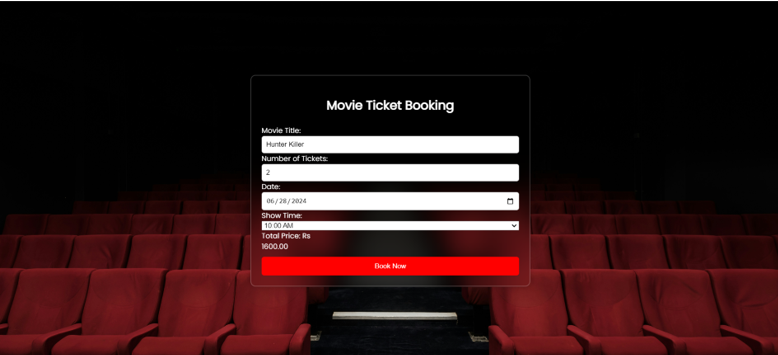 Movie Ticket Booking
Movie Title:
Hunter Killer
Number of Tickets:
2
Date:
06/28/2024
Show Time:
10:00 AM
Total Price: Rs
1600.00
Book Now